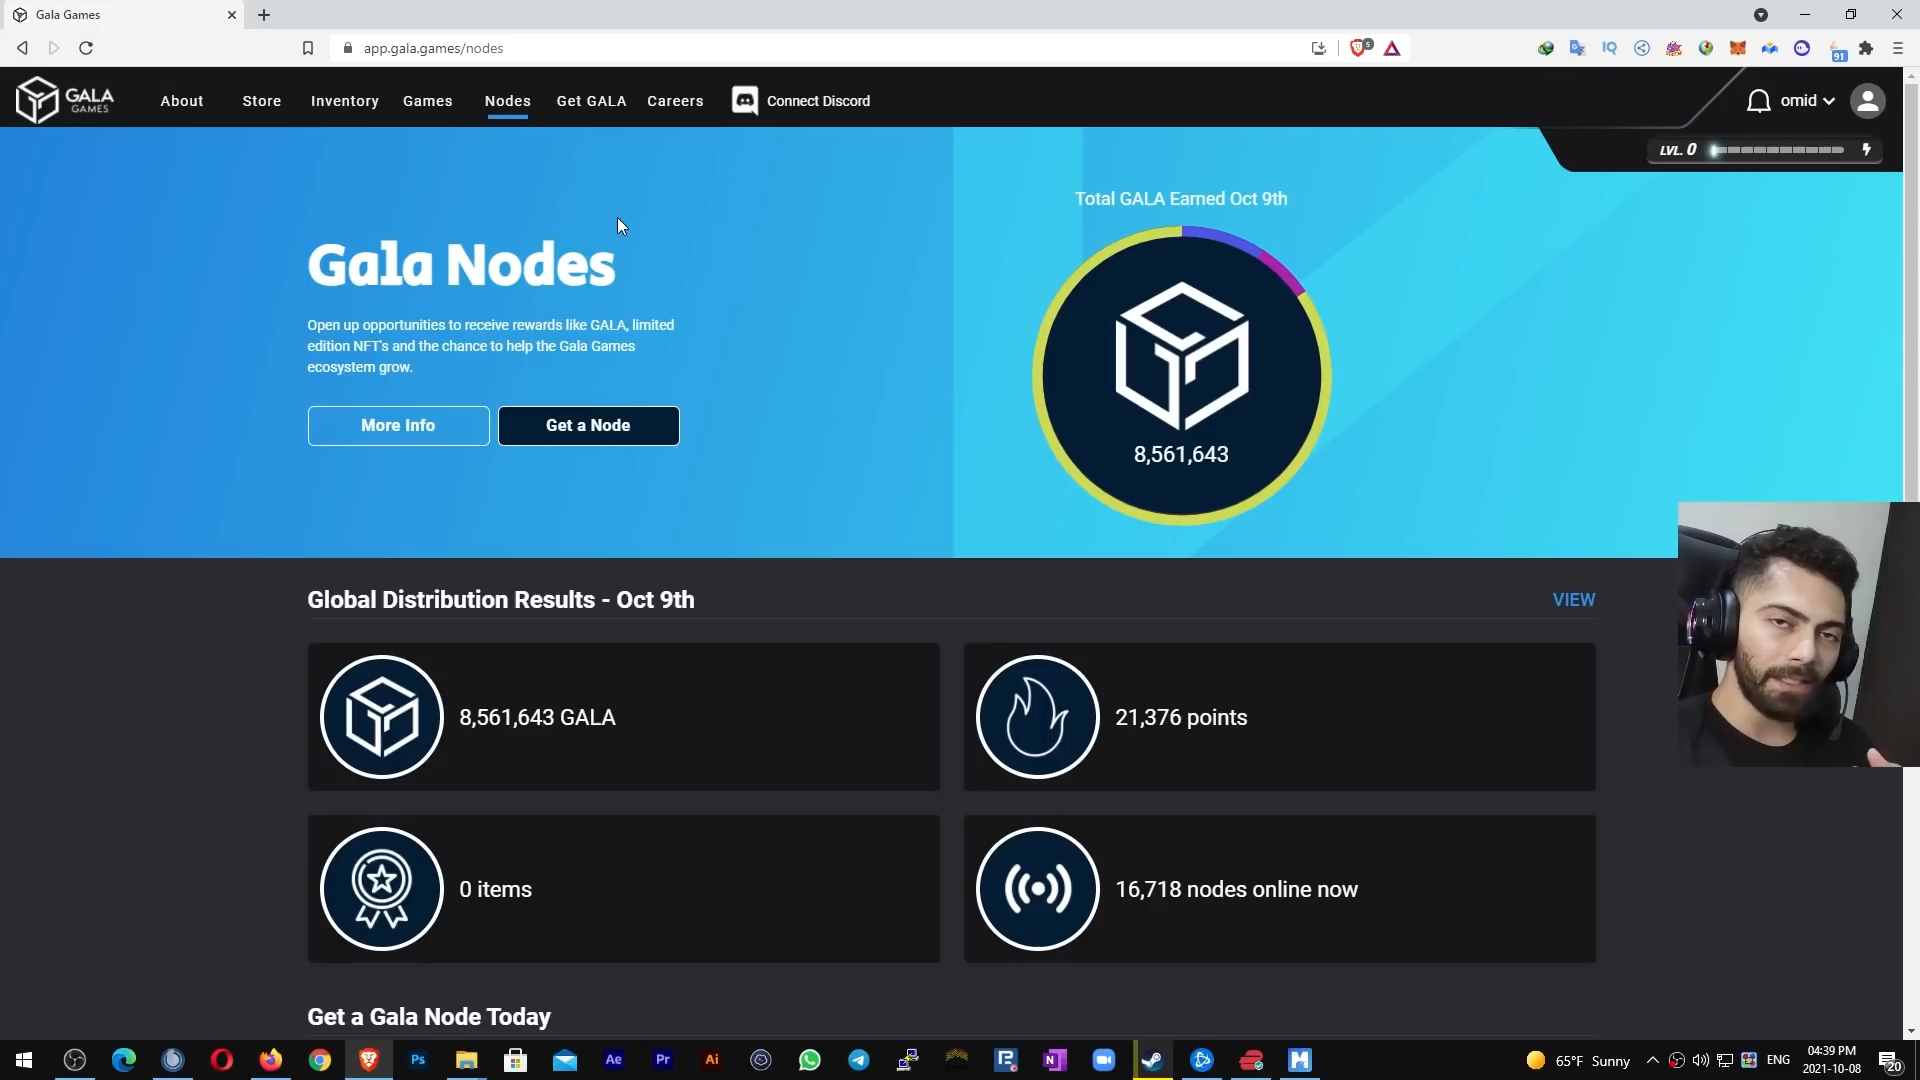 Gala Games
app.gala.games/nodes
5
91
GALA
GAMES
About
Store
Inventory
Games
Nodes
Get GALA
Careers
Connect Discord
omid
LVL. 0
Gala Nodes
Open up opportunities to receive rewards like GALA, limited
edition NFT's and the chance to help the Gala Games
ecosystem grow.
More Info
Get a Node
Total GALA Earned Oct 9th
8,561,643
Global Distribution Results - Oct 9th
VIEW
8,561,643 GALA
21,376 points
0 items
16,718 nodes online now
Get a Gala Node Today
Ps
Ae
Pr
Ai
N
65°F Sunny
ENG
04:39 PM
2021-10-08
20